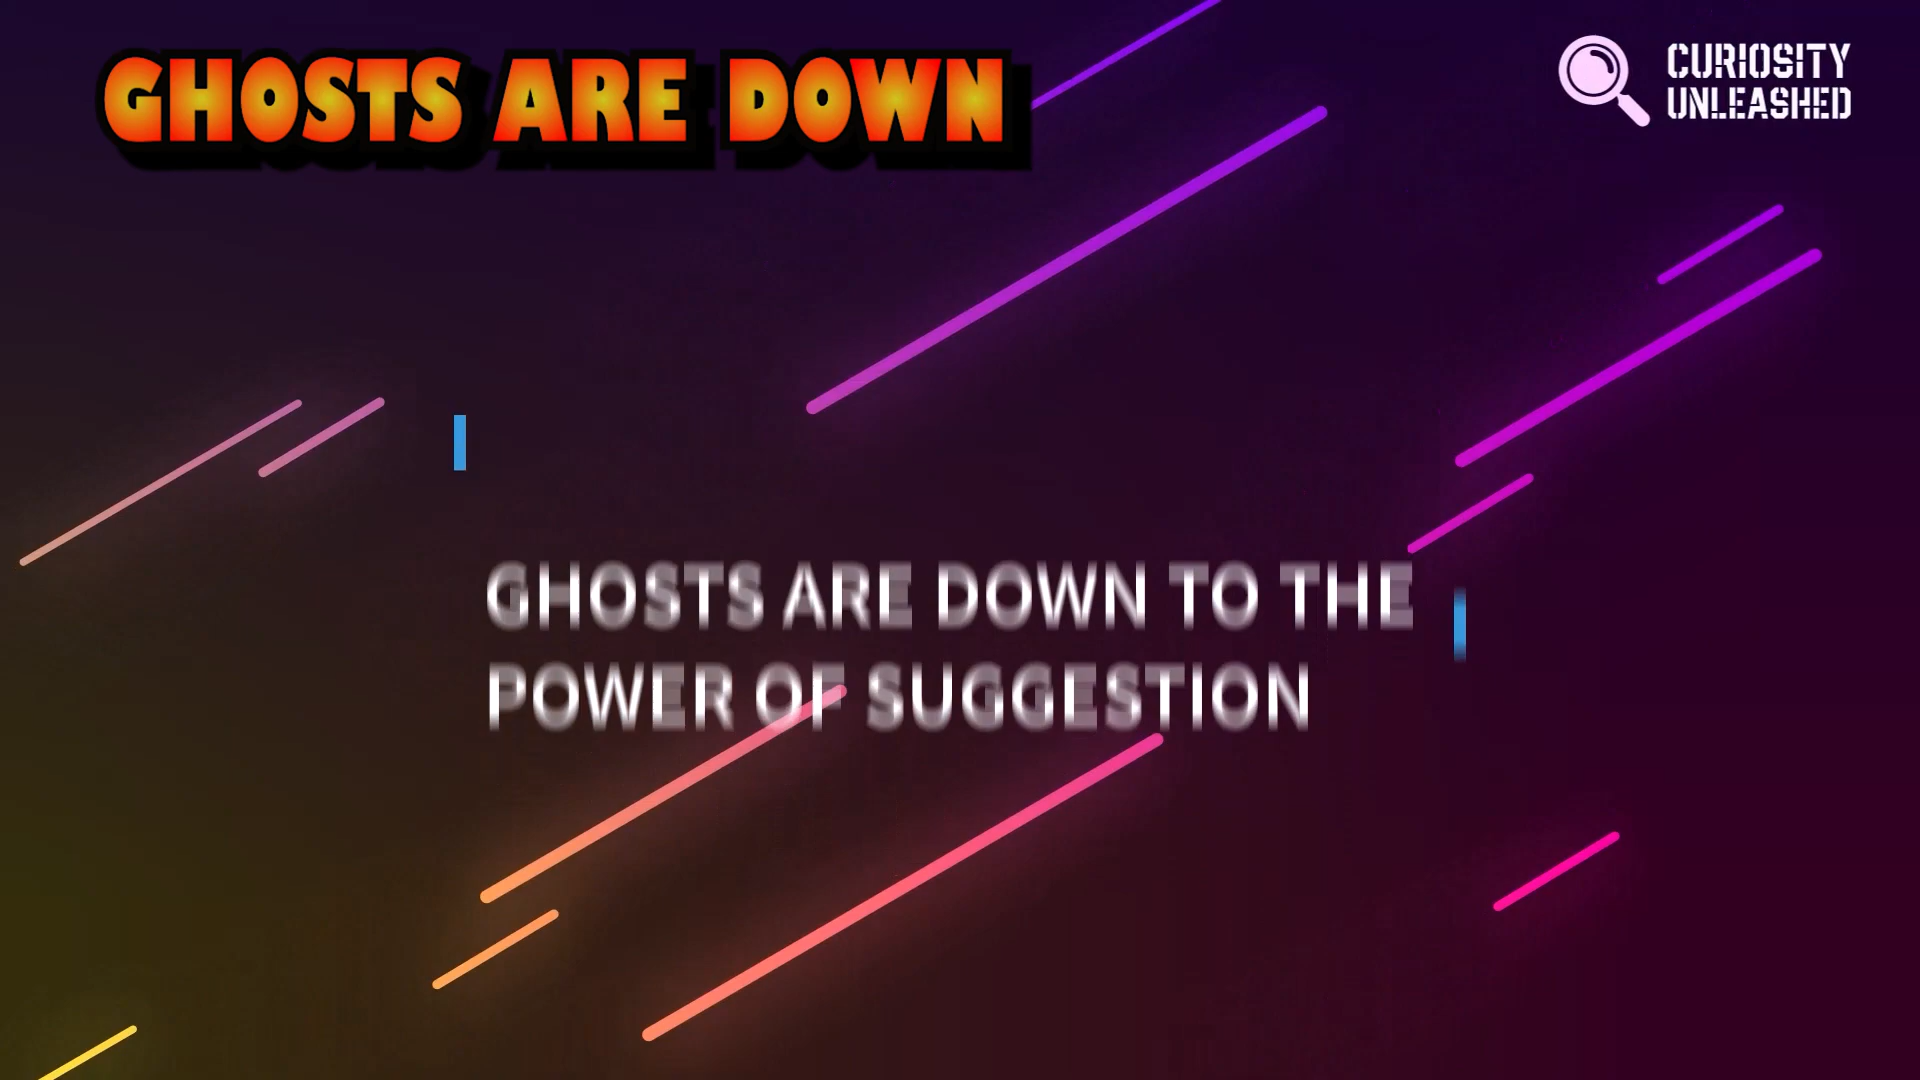 GHOSTS ARE DOWN
CURIOSITY
UNLEASHED
GHOSTS ARE DOWN TO THE
POWER OF SUGGESTION